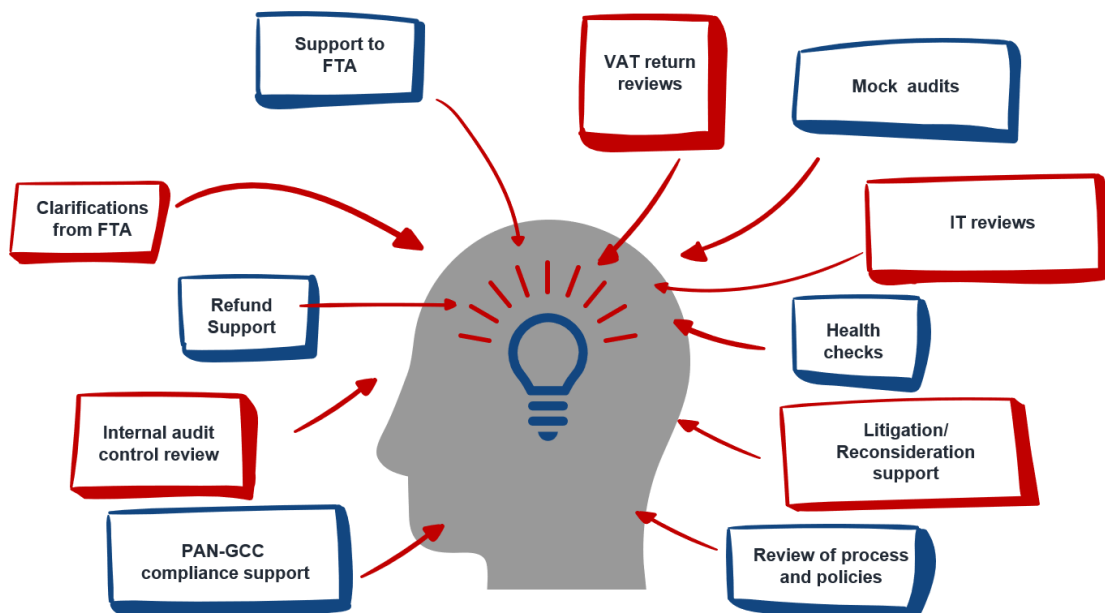 Support to
FTA
VAT return
reviews
Mock  audits
Clarifications
from FTA
IT reviews
Refund
Support
Health
checks
Internal audit
control review
Litigation/
Reconsideration
support
PAN-GCC
compliance support
Review of process
and policies